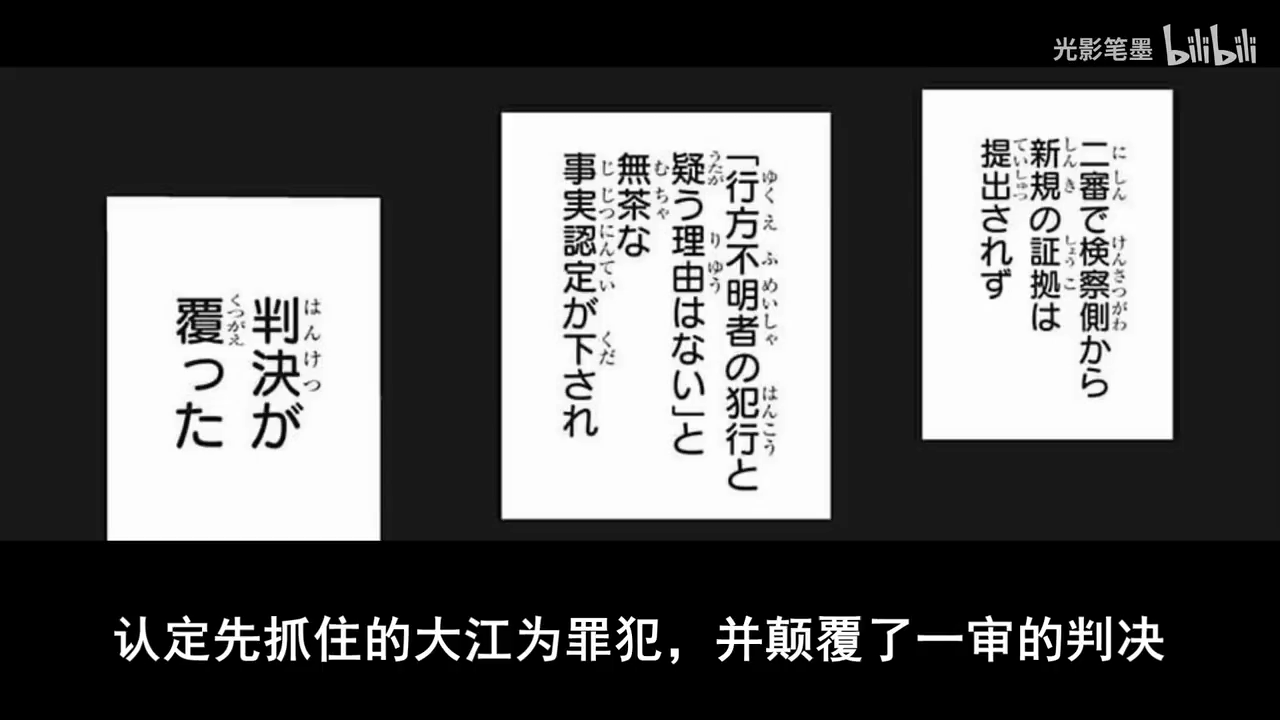 光影笔墨 bilibili
二審で検察側から
新規の証拠は
提出されず
「行方不明者の犯行と
疑う理由はない」と
無茶な
事実認定が下され
判決が
覆った
认定先抓住的大江为罪犯，并颠覆了一审的判决